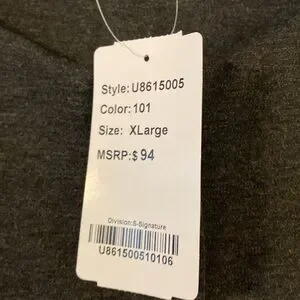 Style: U8615005
Color: 101
Size: XLarge
MSRP:$ 94
Division:S-Signature
U861500510106